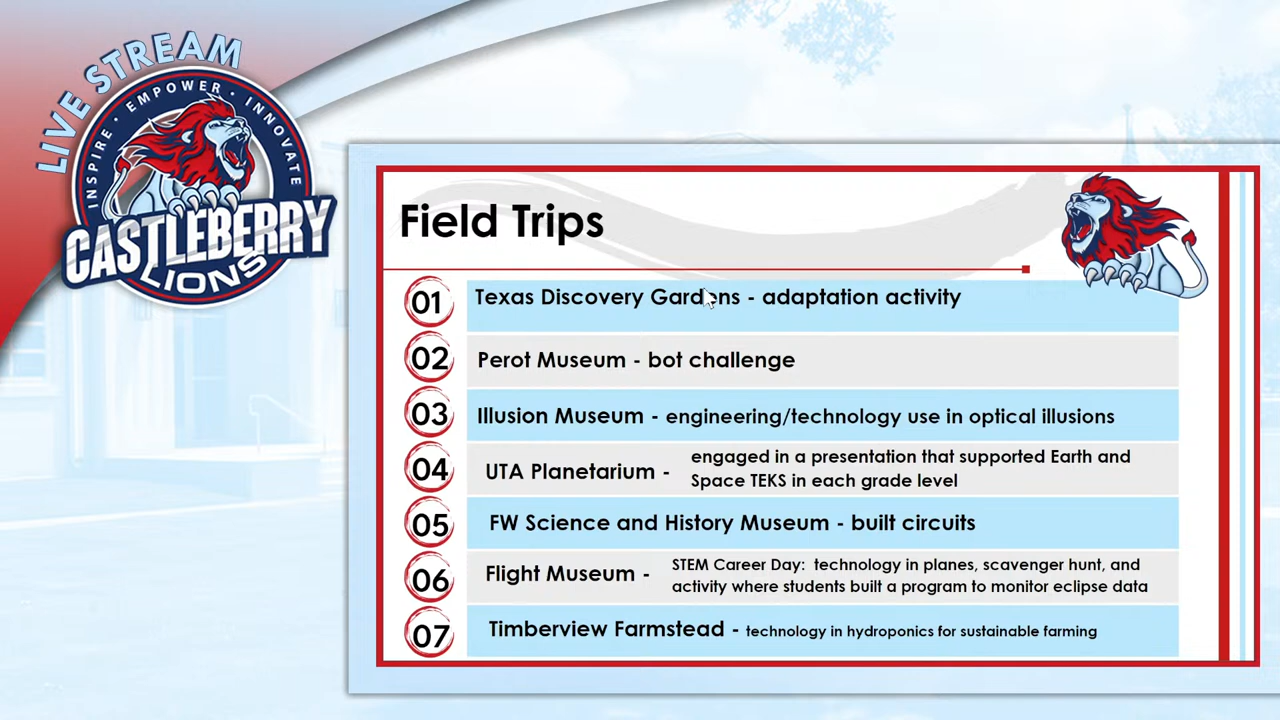 LIVE STREAM
INSPIRE · EMPOWER · INNOVATE
CASTLEBERRY
LIONS
Field Trips
01 Texas Discovery Gardens - adaptation activity
02 Perot Museum - bot challenge
03 Illusion Museum - engineering/technology use in optical illusions
04 UTA Planetarium - engaged in a presentation that supported Earth and
Space TEKS in each grade level
05 FW Science and History Museum - built circuits
06 Flight Museum - STEM Career Day: technology in planes, scavenger hunt, and
activity where students built a program to monitor eclipse data
07 Timberview Farmstead - technology in hydroponics for sustainable farming